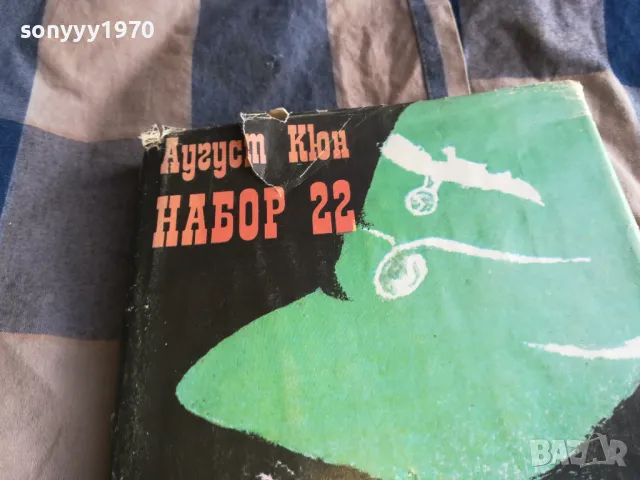 sonyyy1970
Аугуст Кюн
НАБОР 22
BAZAR